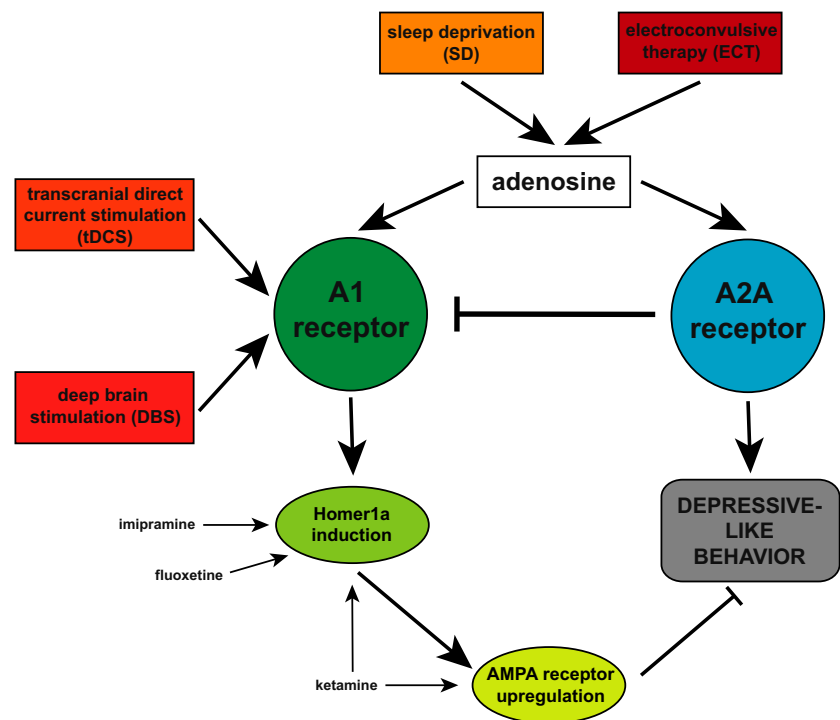 sleep deprivation
(SD)
electroconvulsive
therapy (ECT)
adenosine
transcranial direct
current stimulation
(tDCS)
A1
receptor
A2A
receptor
deep brain
stimulation (DBS)
Homer1a
induction
DEPRESSIVE-
LIKE
BEHAVIOR
imipramine
fluoxetine
ketamine
AMPA receptor
upregulation